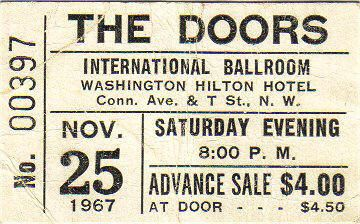 No. 00397
THE DOORS
INTERNATIONAL BALLROOM
WASHINGTON HILTON HOTEL
Conn. Ave. & T St., N. W.
NOV.
25
1967
SATURDAY EVENING
8:00 P. M.
ADVANCE SALE $4.00
AT DOOR - - - $4.50